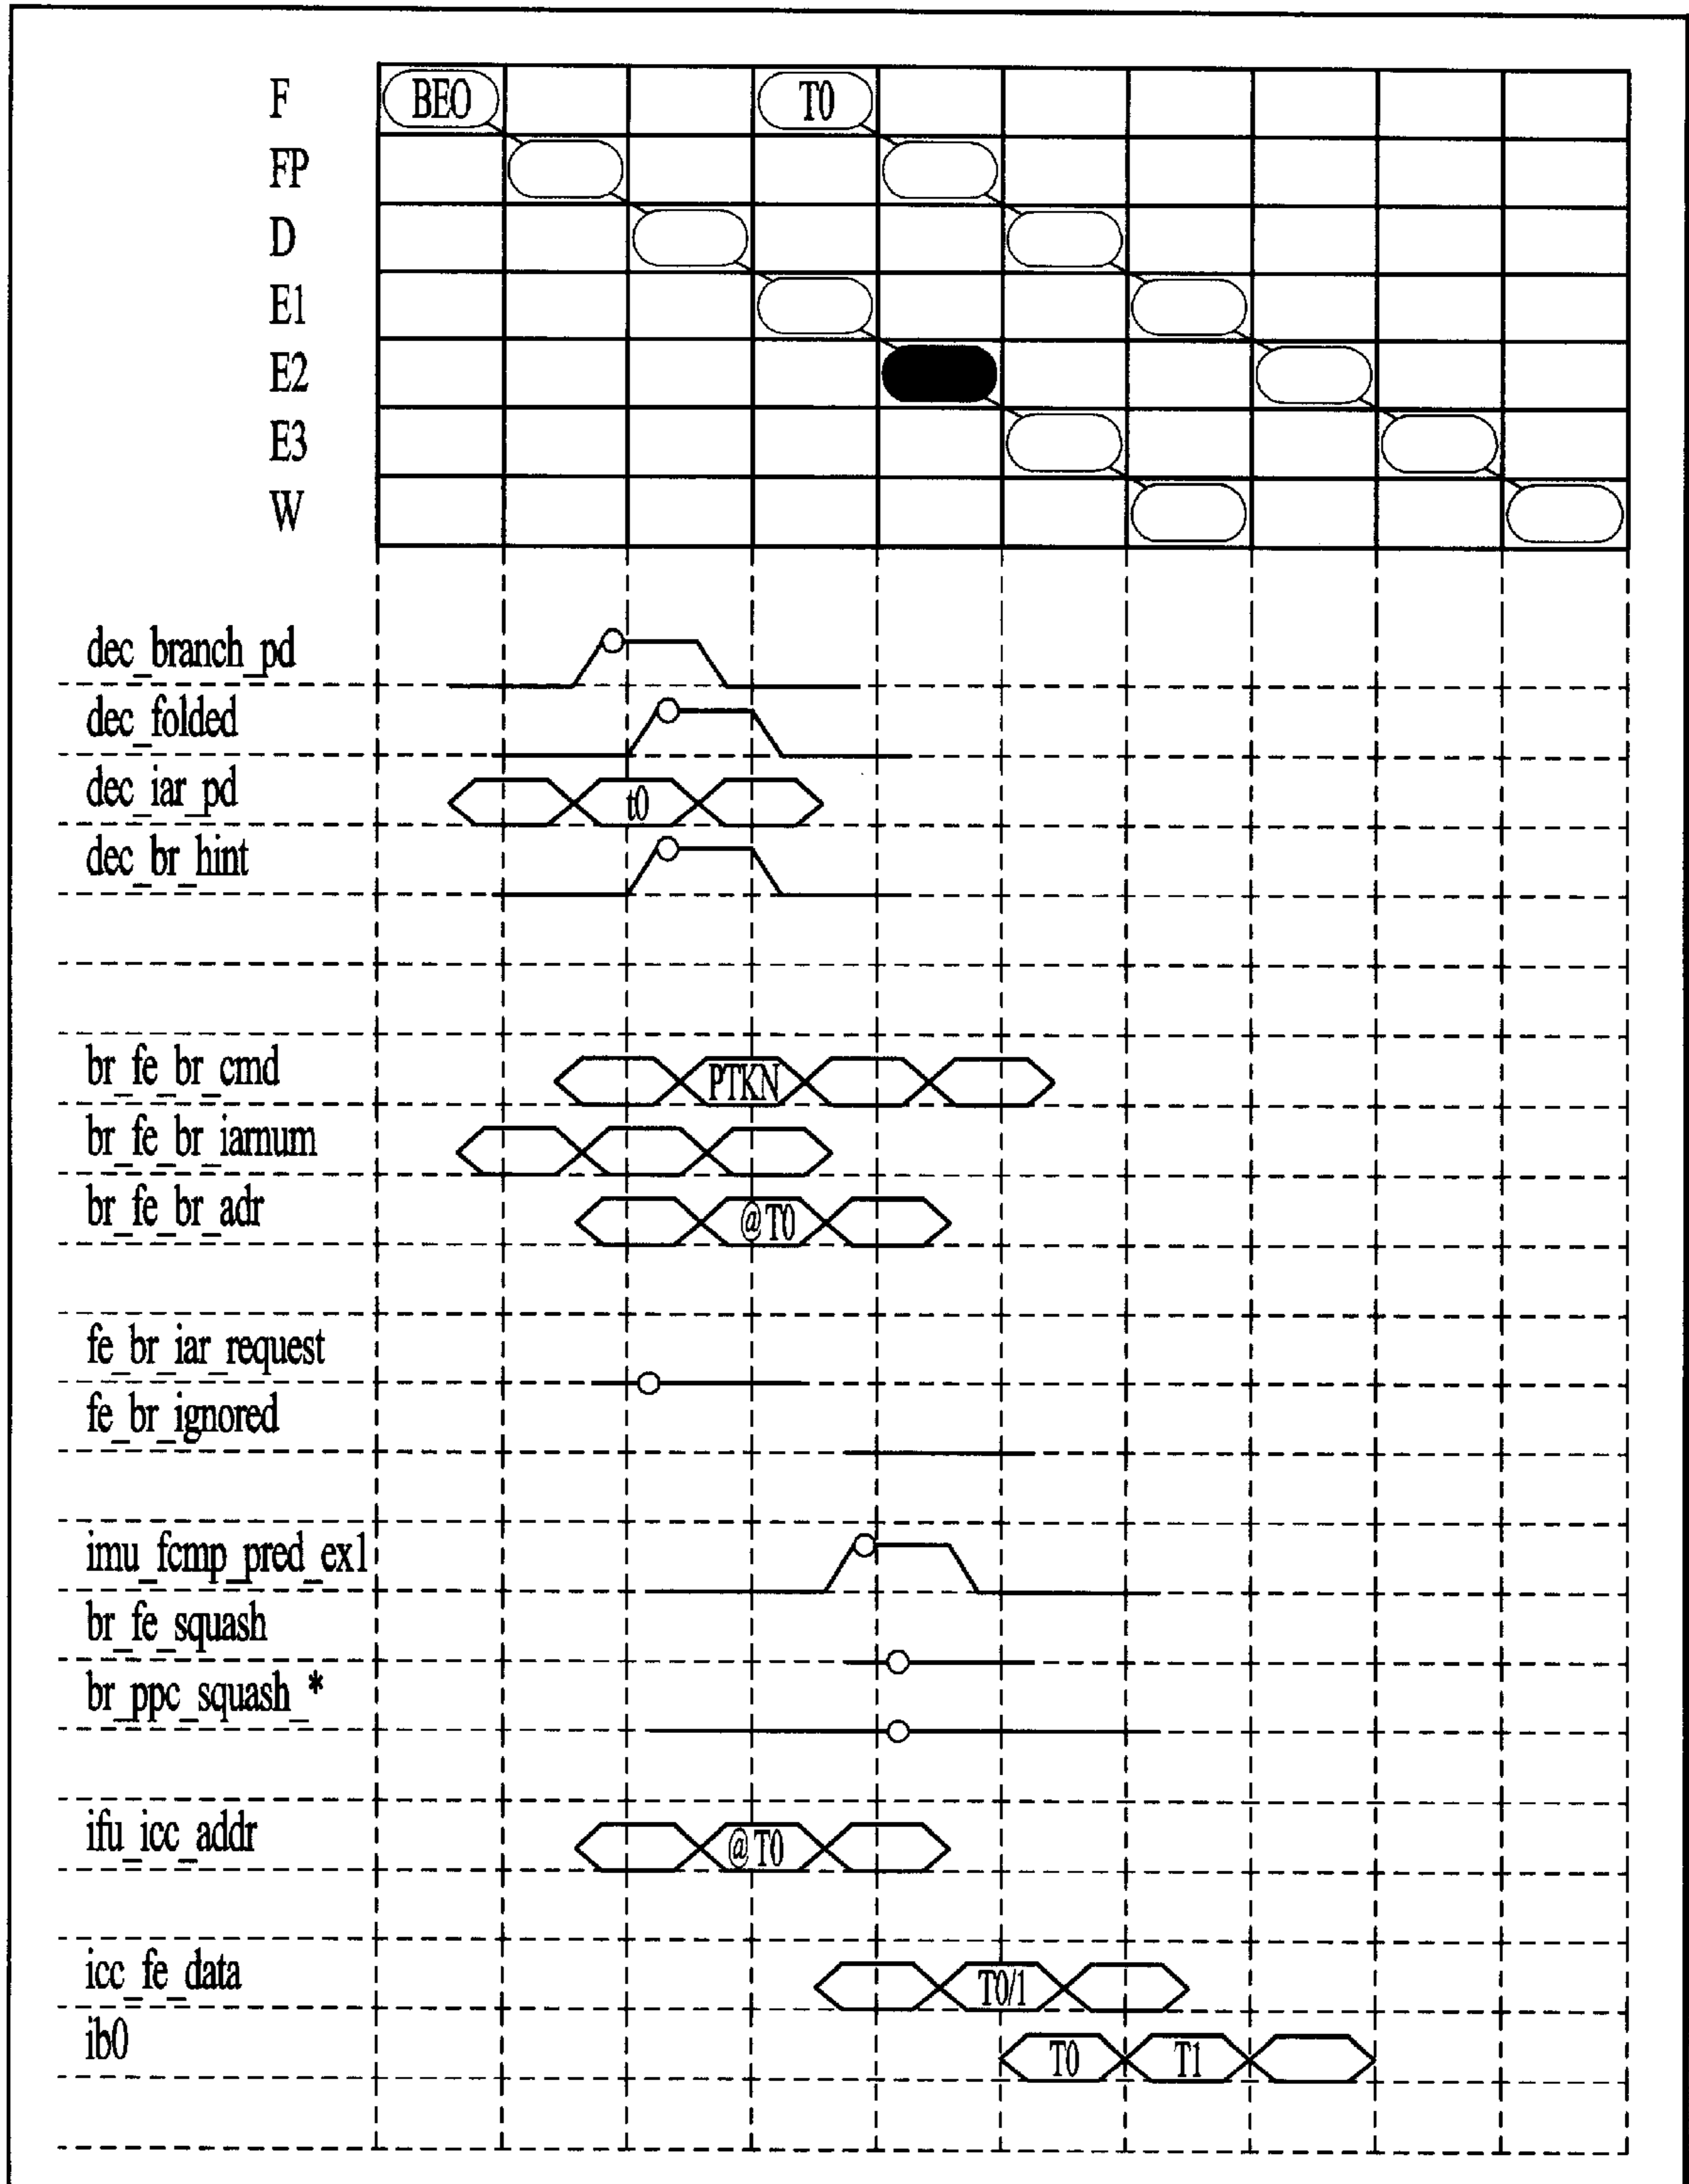 F BEO T0
FP
D
E1
E2
E3
W
dec_branch_pd
dec_folded
dec_iar_pd t0
dec_br_hint
br_fe_br_cmd PTKN
br_fe_br_iarnum
br_fe_br_adr @T0
fe_br_iar_request
fe_br_ignored
imu_fcmp_pred_ex1
br_fe_squash
br_ppc_squash_*
ifu_icc_addr @T0
icc_fe_data T0/1
ib0 T0 T1